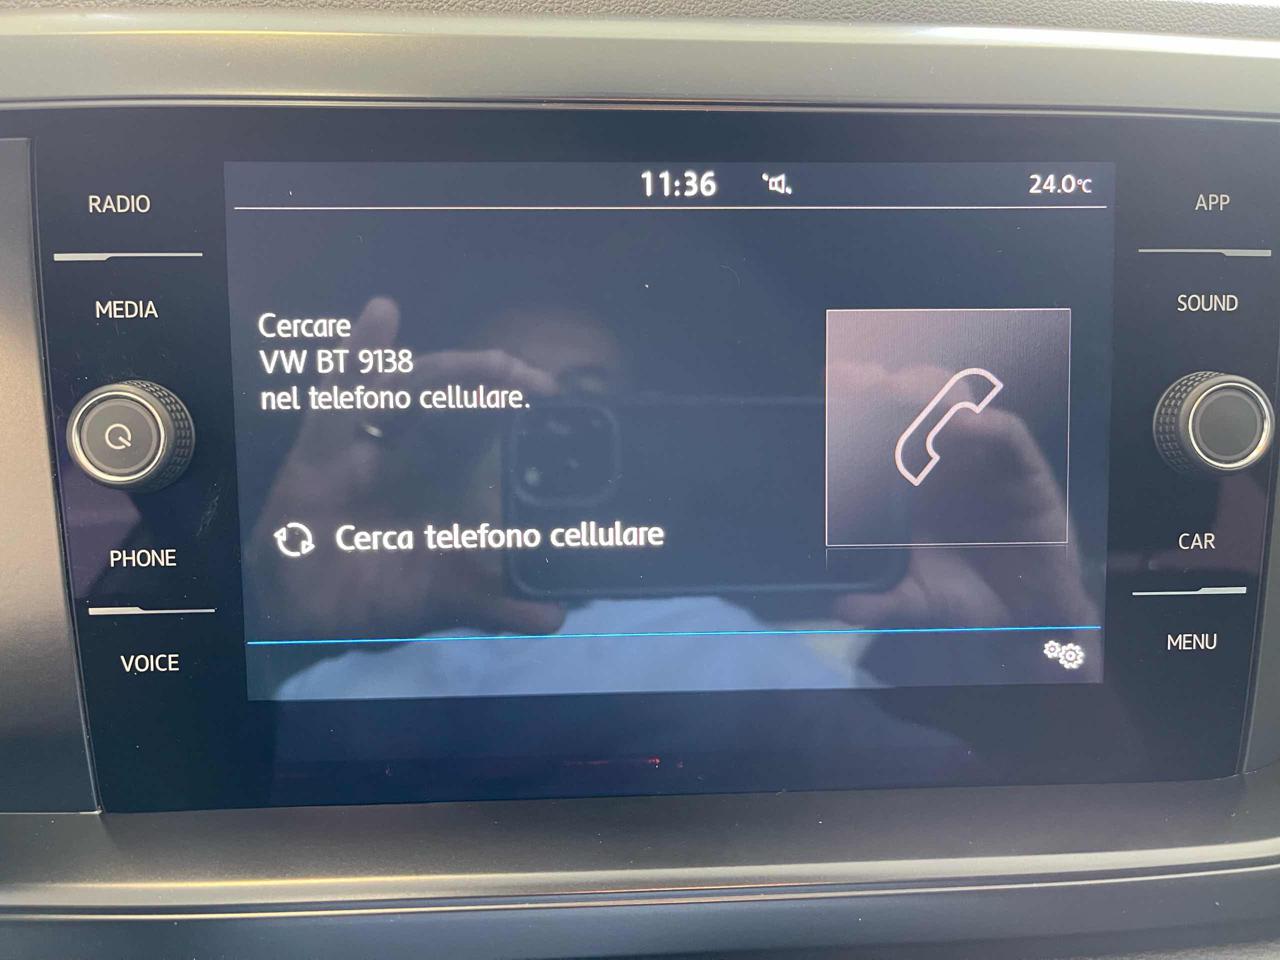 11:36
24.0°C
RADIO
MEDIA
PHONE
VOICE
Cercare
VW BT 9138
nel telefono cellulare.
Cerca telefono cellulare
APP
SOUND
CAR
MENU